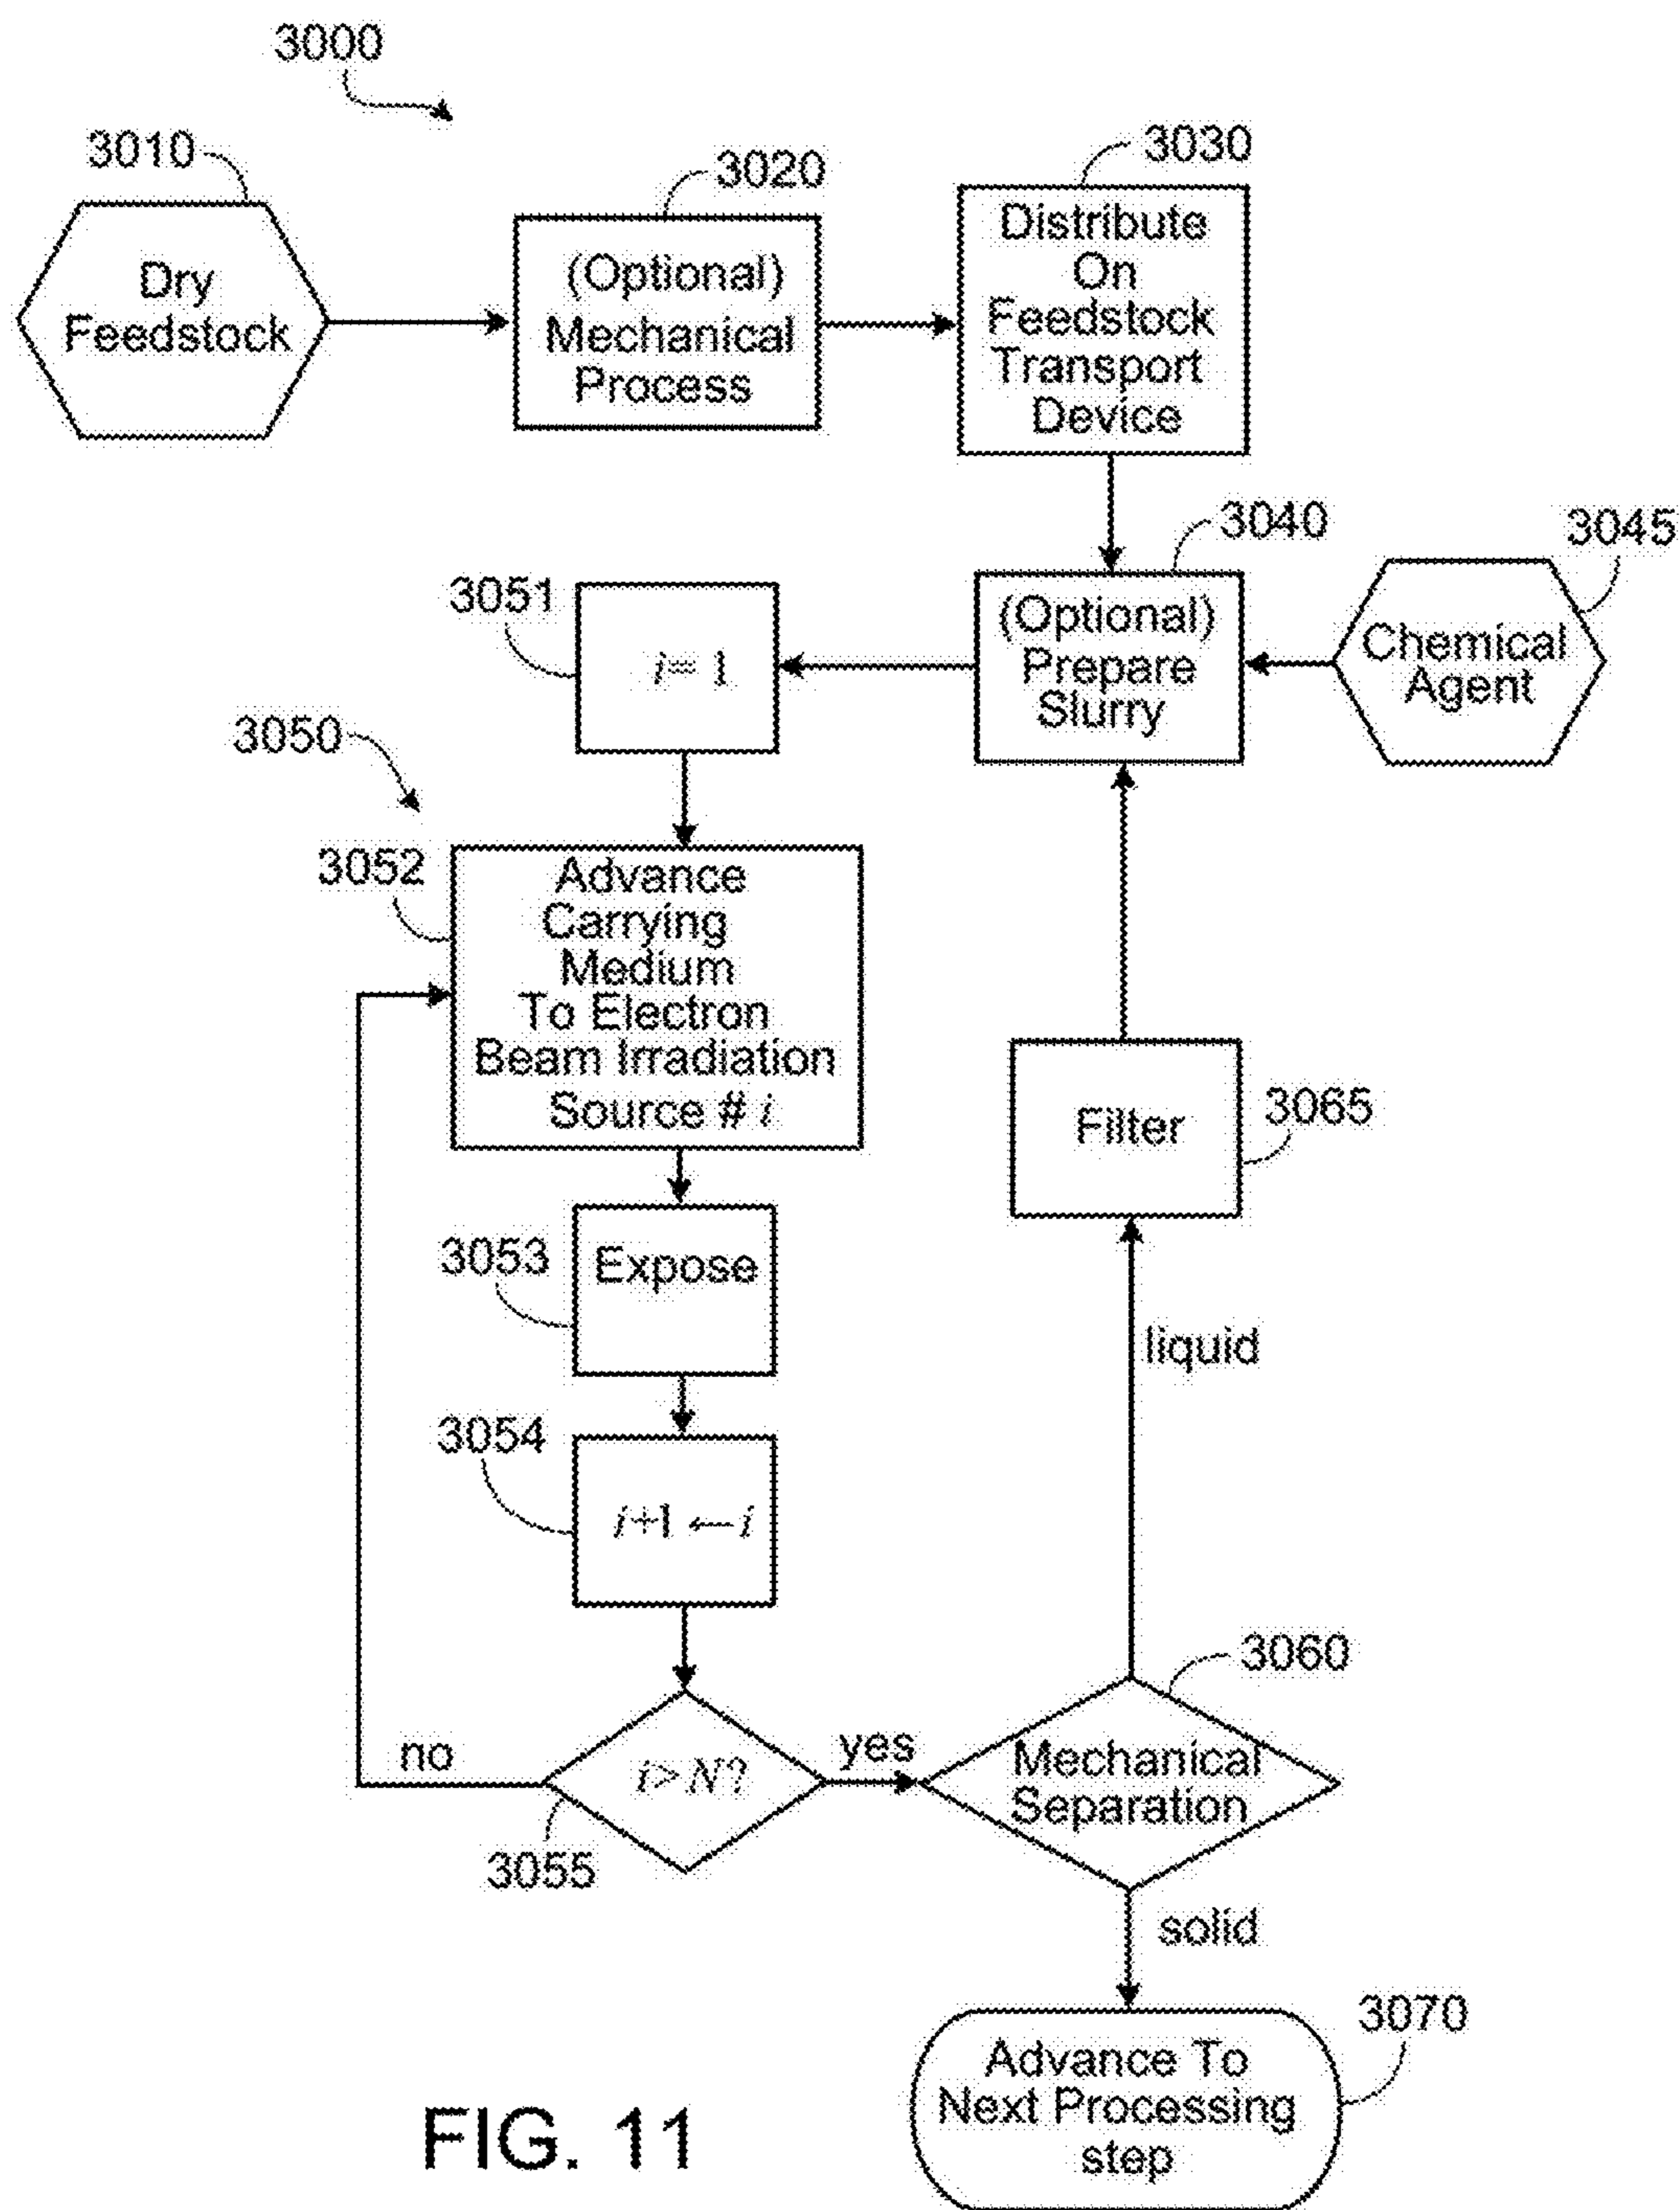 3000
3010
Dry
Feedstock
3020
(Optional)
Mechanical
Process
3030
Distribute
On
Feedstock
Transport
Device
3040
(Optional)
Prepare
Slurry
3045
Chemical
Agent
3051
i = 1
3050
3052
Advance
Carrying
Medium
To Electron
Beam Irradiation
Source # i
3053
Expose
3054
i+1 ← i
3055
i > N?
no
yes
3060
Mechanical
Separation
liquid
Filter
3065
solid
3070
Advance To
Next Processing
step
FIG. 11